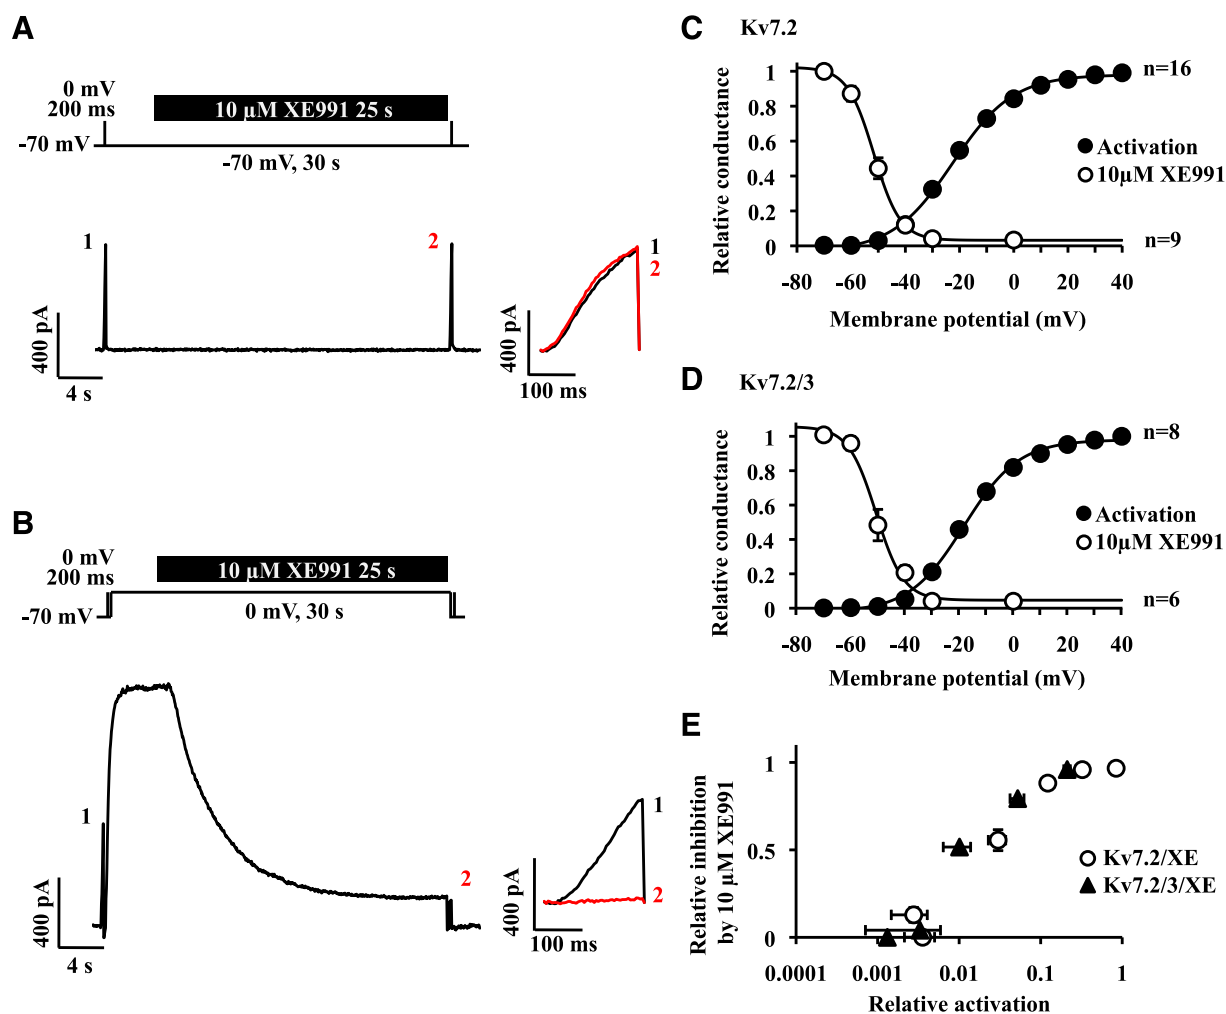 A
0 mV
200 ms
10 µM XE991 25 s
-70 mV
-70 mV, 30 s
1
2
1
2
400 pA
4 s
400 pA
100 ms
B
0 mV
200 ms
10 µM XE991 25 s
-70 mV
0 mV, 30 s
1
2
1
2
400 pA
4 s
400 pA
100 ms
C
Kv7.2
Relative conductance
1
0.8
0.6
0.4
0.2
0
n=16
Activation
10µM XE991
n=9
-80 -60 -40 -20 0 20 40
Membrane potential (mV)
D
Kv7.2/3
Relative conductance
1
0.8
0.6
0.4
0.2
0
n=8
Activation
10µM XE991
n=6
-80 -60 -40 -20 0 20 40
Membrane potential (mV)
E
Relative inhibition
by 10 µM XE991
1
0.5
0
Kv7.2/XE
Kv7.2/3/XE
0.0001 0.001 0.01 0.1 1
Relative activation